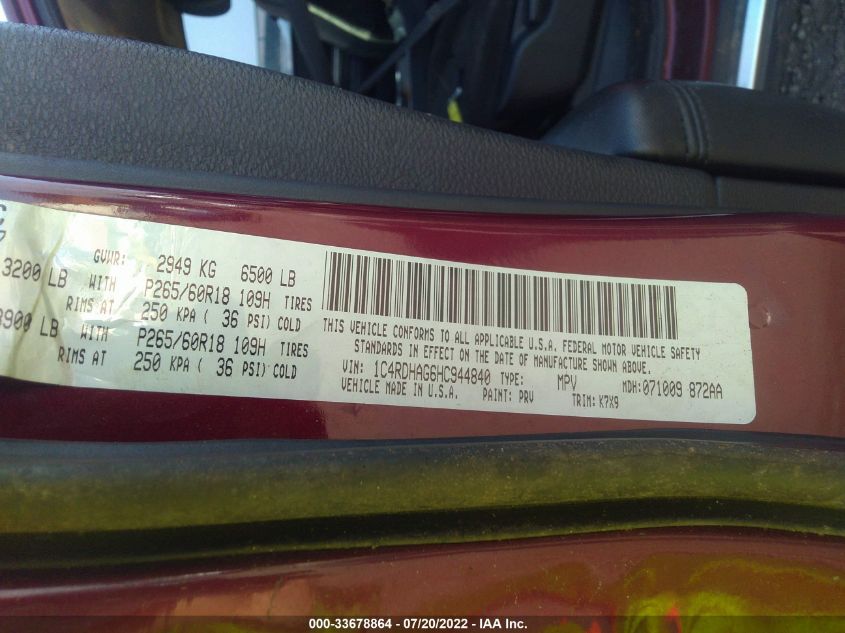 GVWR: 2949 KG 6500 LB
3200 LB WITH P265/60R18 109H TIRES
RIMS AT 250 KPA ( 36 PSI) COLD
3900 LB WITH P265/60R18 109H TIRES
RIMS AT 250 KPA ( 36 PSI) COLD
THIS VEHICLE CONFORMS TO ALL APPLICABLE U.S.A. FEDERAL MOTOR VEHICLE SAFETY
STANDARDS IN EFFECT ON THE DATE OF MANUFACTURE SHOWN ABOVE.
VIN: 1C4RDHAG6HC944840 TYPE: MPV MDH: 071009 872AA
VEHICLE MADE IN U.S.A. PAINT: PRV TRIM: K7X9
000-33678864 - 07/20/2022 - IAA Inc.